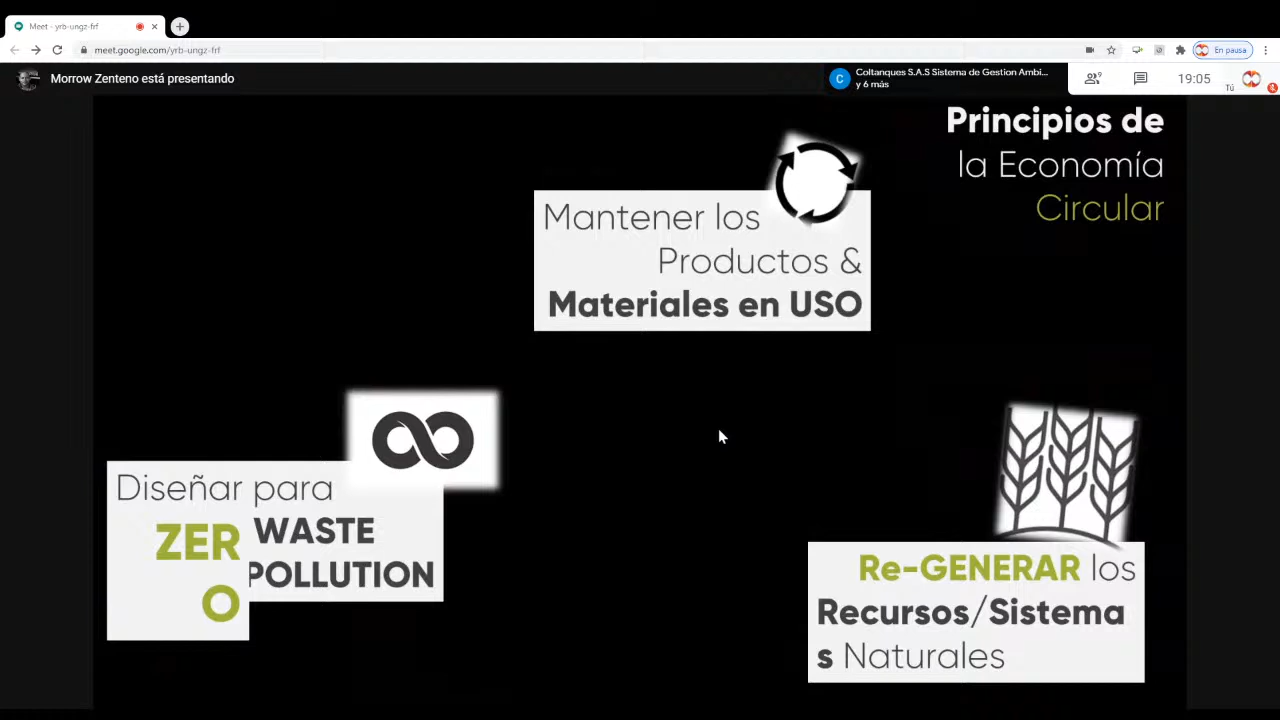 Meet - yrb-ungz-frf
meet.google.com/yrb-ungz-frf
En pausa
Morrow Zenteno está presentando
C
Coltanques S.A.S Sistema de Gestion Ambi...
y 6 más
9
19:05
Tú
Principios de
la Economía
Circular
Mantener los
Productos &
Materiales en USO
Diseñar para
ZER
O
WASTE
POLLUTION
Re-GENERAR los
Recursos/Sistema
s Naturales